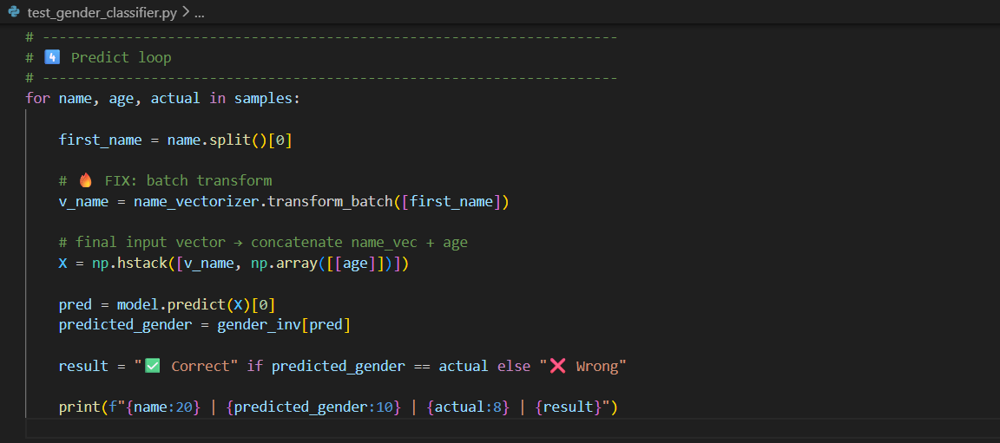 test_gender_classifier.py > ...
# ----------------------------------------------------------------------
# 4️⃣ Predict loop
# ----------------------------------------------------------------------
for name, age, actual in samples:
first_name = name.split()[0]
# 🔥 FIX: batch transform
v_name = name_vectorizer.transform_batch([first_name])
# final input vector → concatenate name_vec + age
X = np.hstack([v_name, np.array([[age]])])
pred = model.predict(X)[0]
predicted_gender = gender_inv[pred]
result = "✅ Correct" if predicted_gender == actual else "❌ Wrong"
print(f"{name:20} | {predicted_gender:10} | {actual:8} | {result}")